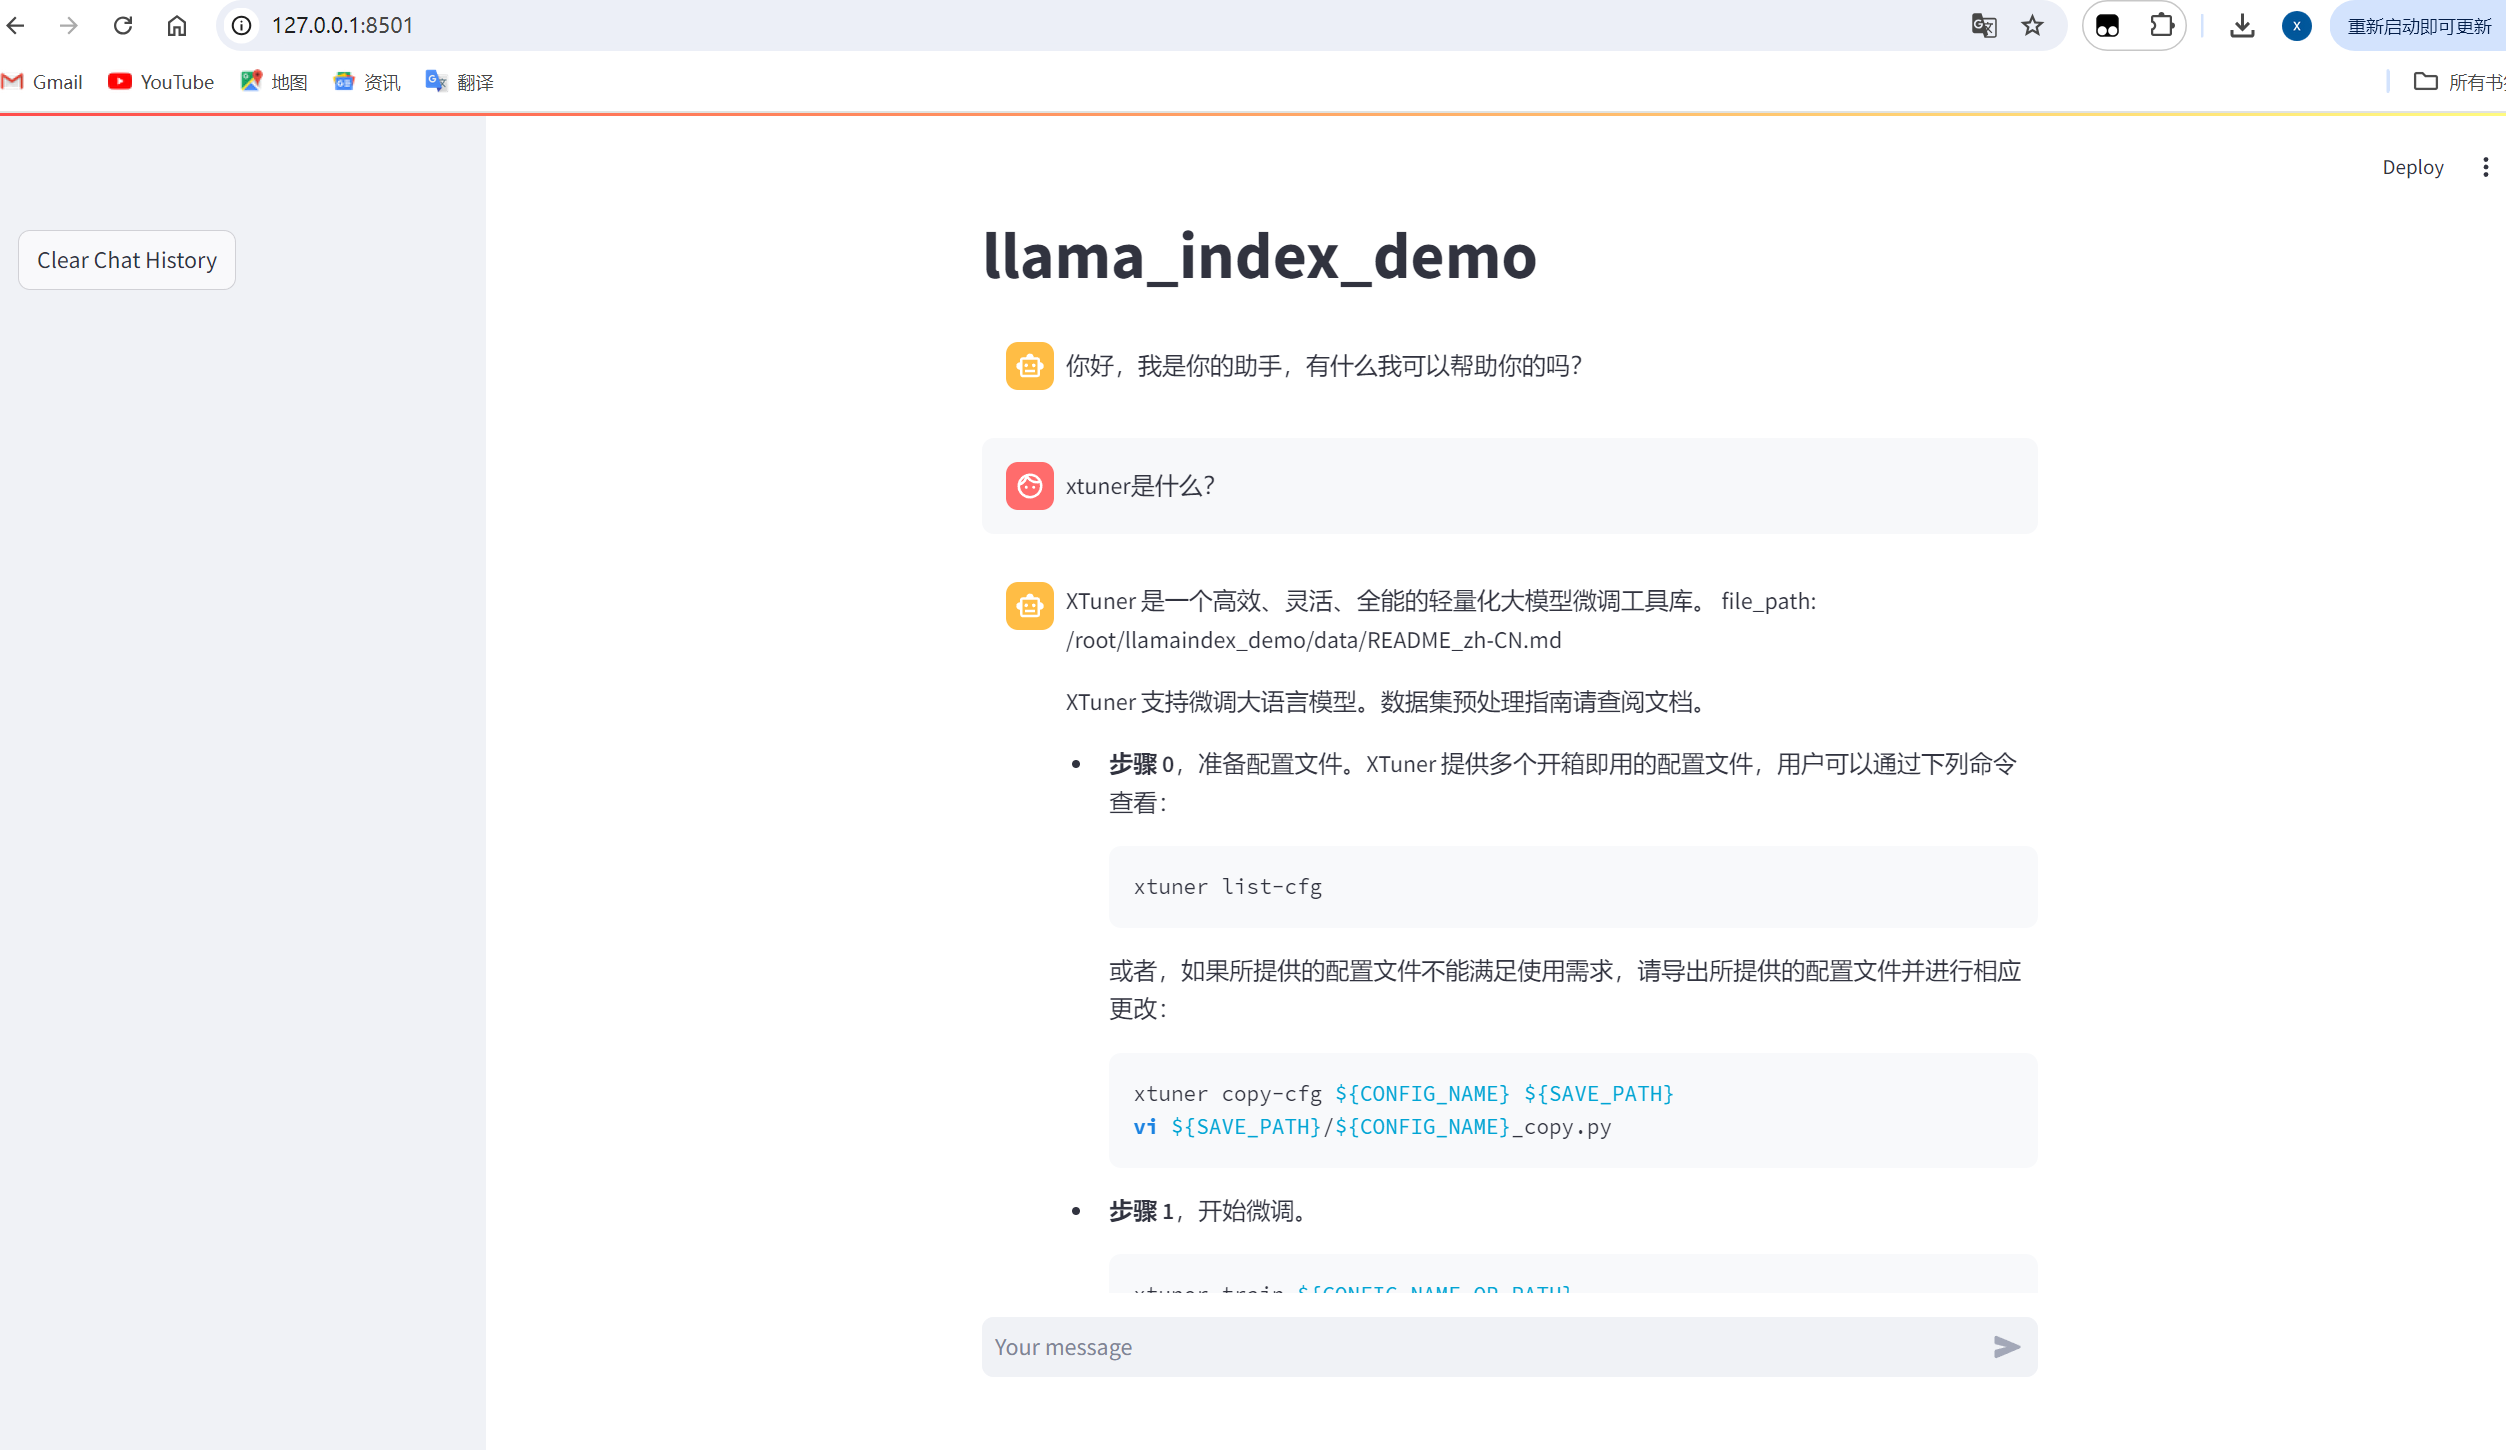 127.0.0.1:8501
重新启动即可更新
Gmail
YouTube
地图
资讯
翻译
所有书
Deploy
Clear Chat History
llama_index_demo
你好，我是你的助手，有什么我可以帮助你的吗？
xtuner是什么？
XTuner 是一个高效、灵活、全能的轻量化大模型微调工具库。 file_path:
/root/llamaindex_demo/data/README_zh-CN.md
XTuner 支持微调大语言模型。数据集预处理指南请查阅文档。
步骤 0，准备配置文件。XTuner 提供多个开箱即用的配置文件，用户可以通过下列命令
查看：
xtuner list-cfg
或者，如果所提供的配置文件不能满足使用需求，请导出所提供的配置文件并进行相应
更改：
xtuner copy-cfg ${CONFIG_NAME} ${SAVE_PATH}
vi ${SAVE_PATH}/${CONFIG_NAME}_copy.py
步骤 1，开始微调。
xtuner train ${CONFIG_NAME_OR_PATH}
Your message